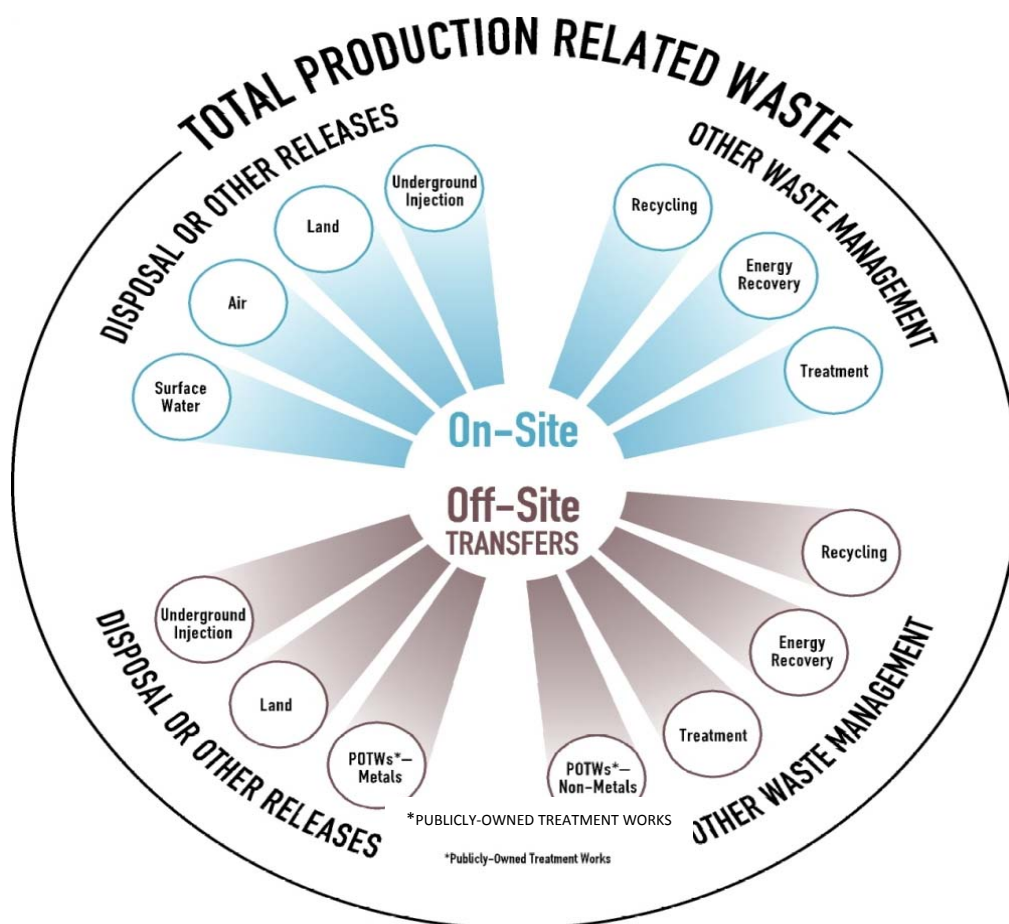 TOTAL PRODUCTION RELATED WASTE
DISPOSAL OR OTHER RELEASES
OTHER WASTE MANAGEMENT
Underground
Injection
Land
Air
Surface
Water
Recycling
Energy
Recovery
Treatment
On-Site
Off-Site
TRANSFERS
Underground
Injection
Land
POTWs*–
Metals
POTWs*–
Non-Metals
Treatment
Energy
Recovery
Recycling
DISPOSAL OR OTHER RELEASES
OTHER WASTE MANAGEMENT
*PUBLICLY-OWNED TREATMENT WORKS
*Publicly-Owned Treatment Works